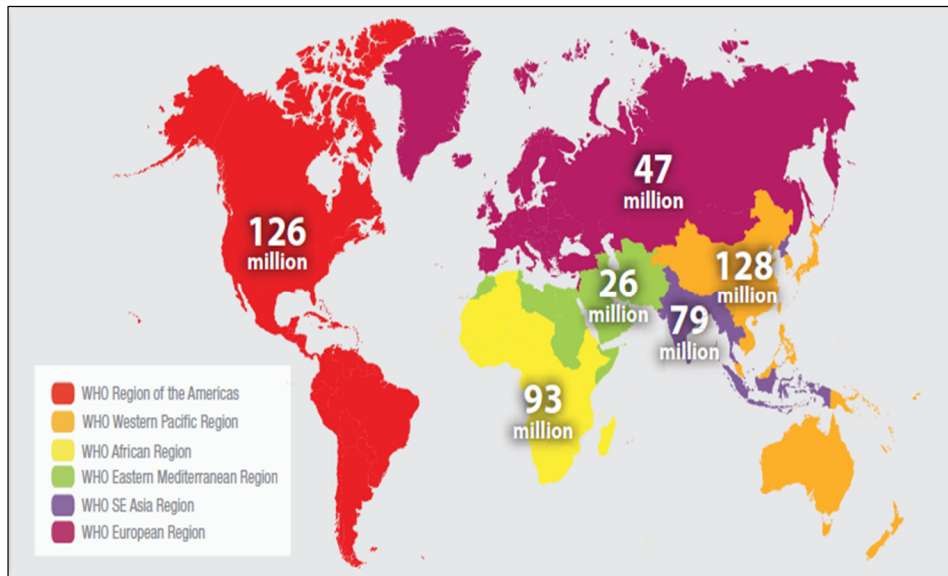 47
million
126
million
128
million
26
million
79
million
93
million
WHO Region of the Americas
WHO Western Pacific Region
WHO African Region
WHO Eastern Mediterranean Region
WHO SE Asia Region
WHO European Region